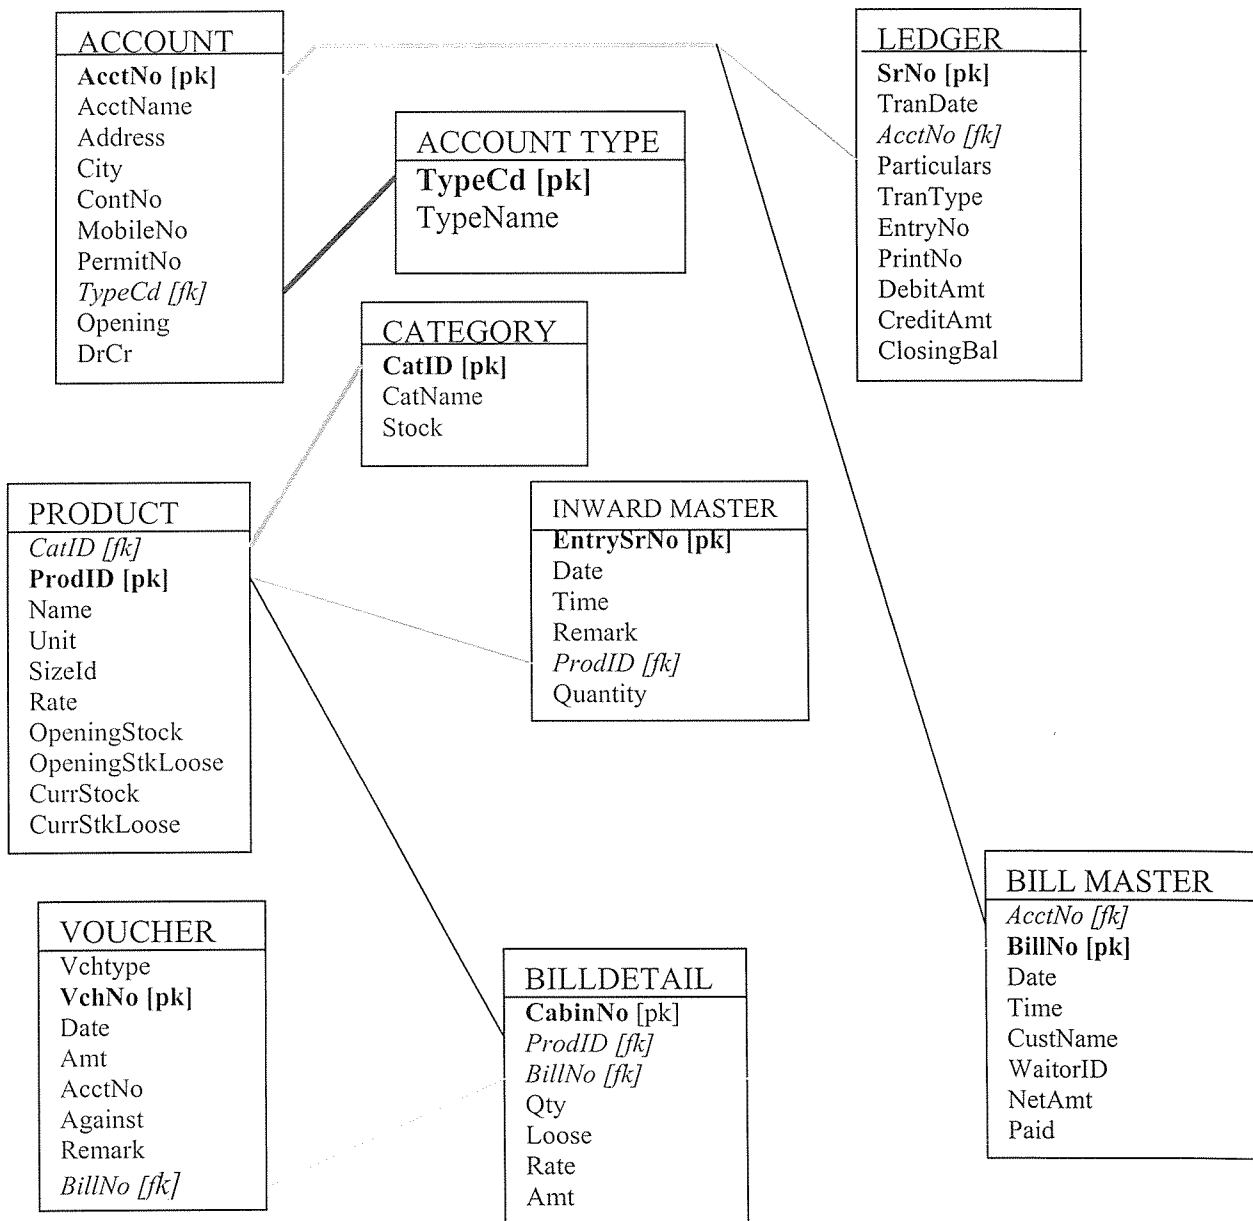 ACCOUNT
AcctNo [pk]
AcctName
Address
City
ContNo
MobileNo
PermitNo
TypeCd [fk]
Opening
DrCr
ACCOUNT TYPE
TypeCd [pk]
TypeName
LEDGER
SrNo [pk]
TranDate
AcctNo [fk]
Particulars
TranType
EntryNo
PrintNo
DebitAmt
CreditAmt
ClosingBal
CATEGORY
CatID [pk]
CatName
Stock
PRODUCT
CatID [fk]
ProdID [pk]
Name
Unit
SizeId
Rate
OpeningStock
OpeningStkLoose
CurrStock
CurrStkLoose
INWARD MASTER
EntrySrNo [pk]
Date
Time
Remark
ProdID [fk]
Quantity
VOUCHER
Vchtype
VchNo [pk]
Date
Amt
AcctNo
Against
Remark
BillNo [fk]
BILLDETAIL
CabinNo [pk]
ProdID [fk]
BillNo [fk]
Qty
Loose
Rate
Amt
BILL MASTER
AcctNo [fk]
BillNo [pk]
Date
Time
CustName
WaitorID
NetAmt
Paid